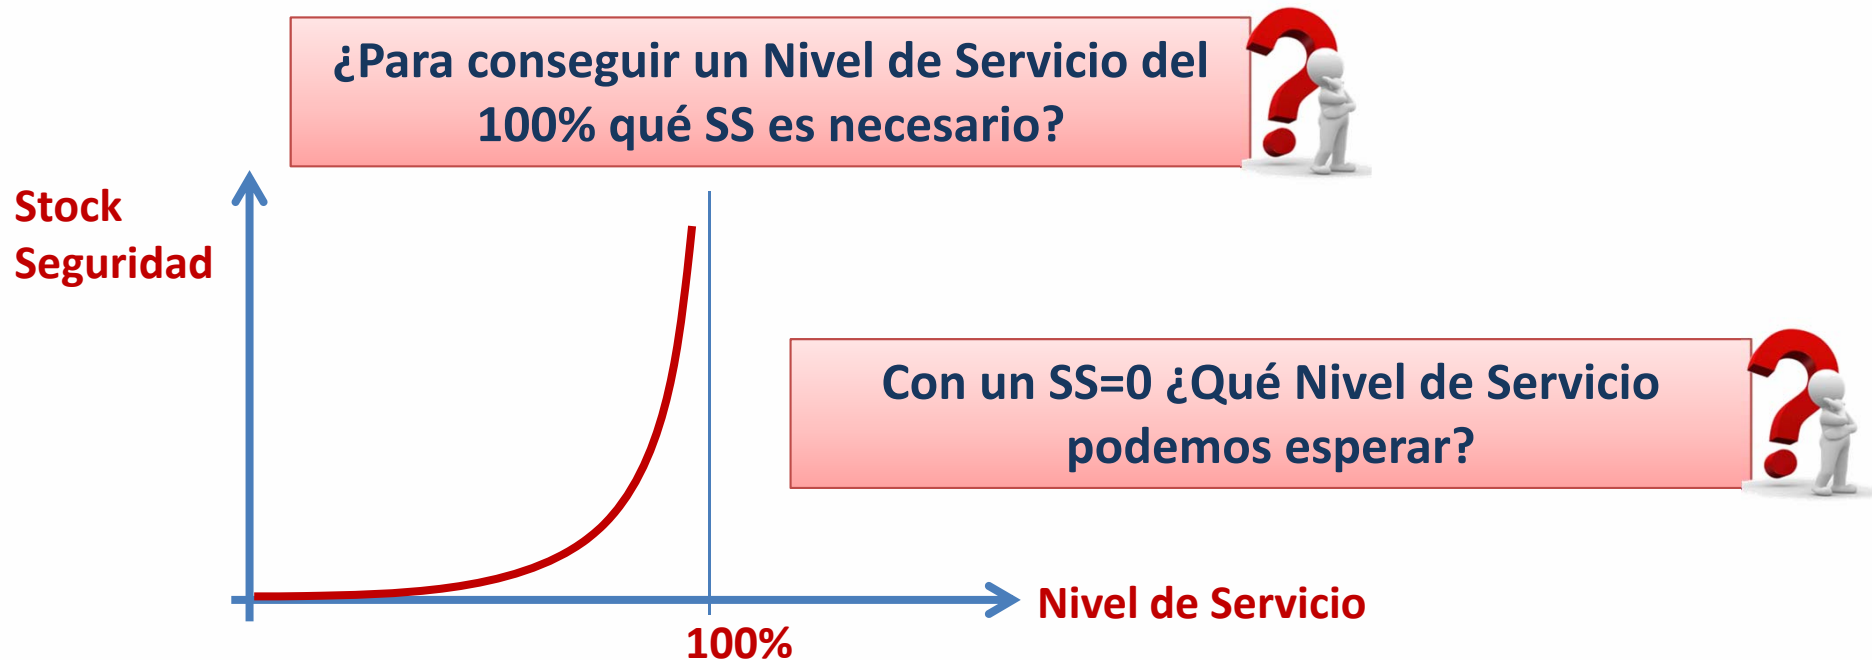 ¿Para conseguir un Nivel de Servicio del
100% qué SS es necesario?
Stock
Seguridad
Con un SS=0 ¿Qué Nivel de Servicio
podemos esperar?
Nivel de Servicio
100%